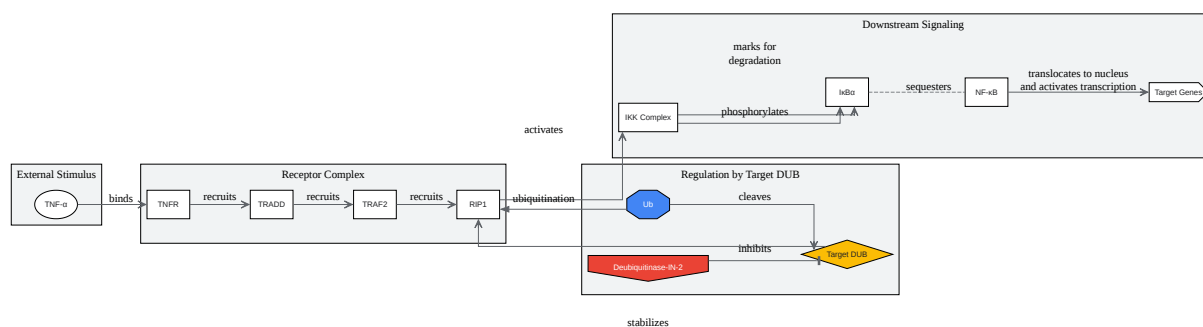 Downstream Signaling
marks for
degradation
translocates to nucleus
and activates transcription
IκBα
sequesters
NF-κB
Target Genes
IKK Complex
phosphorylates
activates
External Stimulus
TNF-α
binds
Receptor Complex
TNFR
recruits
TRADD
recruits
TRAF2
recruits
RIP1
ubiquitination
Regulation by Target DUB
Ub
cleaves
inhibits
Target DUB
Deubiquitinase-IN-2
stabilizes